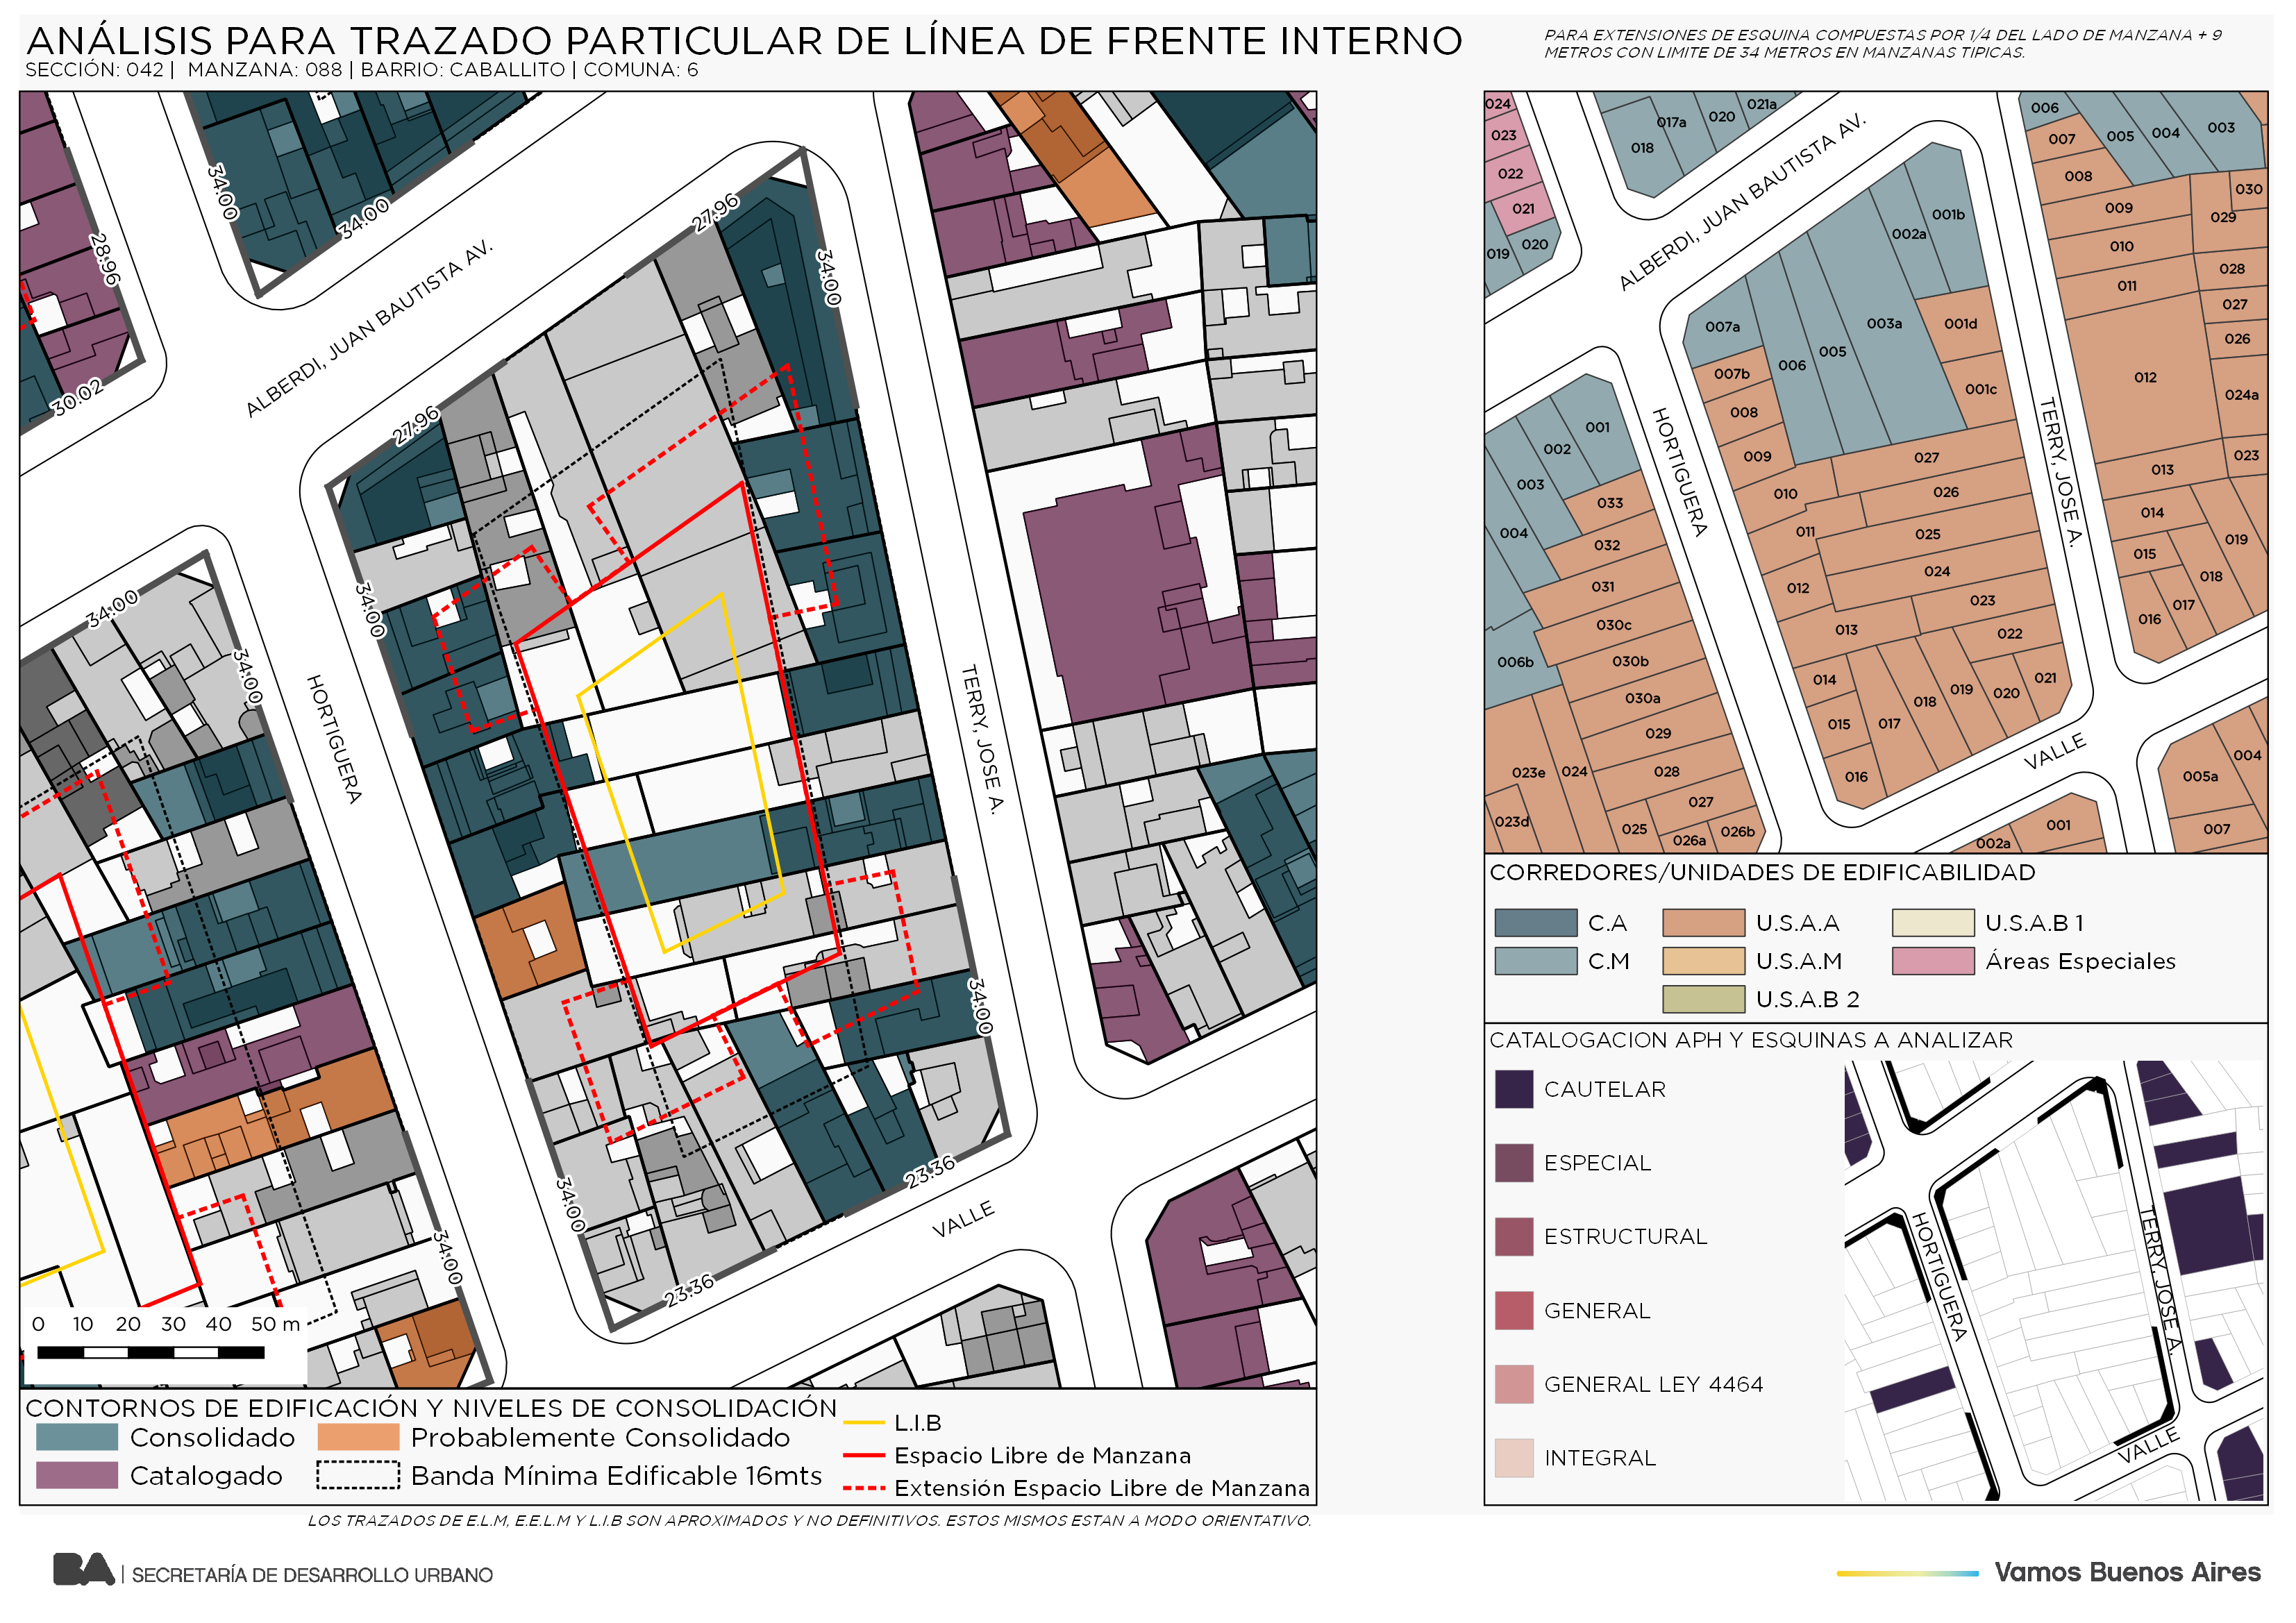 ANÁLISIS PARA TRAZADO PARTICULAR DE LÍNEA DE FRENTE INTERNO
SECCIÓN: 042 | MANZANA: 088 | BARRIO: CABALLITO | COMUNA: 6
PARA EXTENSIONES DE ESQUINA COMPUESTAS POR 1/4 DEL LADO DE MANZANA + 9
METROS CON LIMITE DE 34 METROS EN MANZANAS TIPICAS.
34.00
34.00
28.96
30.02
27.96
34.00
27.96
34.00
34.00
34.00
34.00
34.00
34.00
23.36
23.36
ALBERDI, JUAN BAUTISTA AV.
HORTIGUERA
TERRY, JOSE A.
VALLE
0 10 20 30 40 50 m
CONTORNOS DE EDIFICACIÓN Y NIVELES DE CONSOLIDACIÓN
Consolidado
Probablemente Consolidado
Catalogado
Banda Mínima Edificable 16mts
L.I.B
Espacio Libre de Manzana
Extensión Espacio Libre de Manzana
LOS TRAZADOS DE E.L.M, E.E.L.M Y L.I.B SON APROXIMADOS Y NO DEFINITIVOS. ESTOS MISMOS ESTAN A MODO ORIENTATIVO.
024
023
022
021
020
019
018
017a
020
021a
006
005
004
003
007
008
009
010
011
012
013
014
015
016
017
018
019
030
029
028
027
026
024a
023
001b
002a
003a
005
006
007a
001d
001c
007b
008
009
010
011
012
013
014
015
016
017
018
019
020
021
022
023
024
025
026
027
001
002
003
004
006b
033
032
031
030c
030b
030a
029
028
027
026b
026a
025
024
023e
023d
001
002a
004
005a
007
ALBERDI, JUAN BAUTISTA AV.
HORTIGUERA
TERRY, JOSE A.
VALLE
CORREDORES/UNIDADES DE EDIFICABILIDAD
C.A
U.S.A.A
U.S.A.B 1
C.M
U.S.A.M
Áreas Especiales
U.S.A.B 2
CATALOGACION APH Y ESQUINAS A ANALIZAR
CAUTELAR
ESPECIAL
ESTRUCTURAL
GENERAL
GENERAL LEY 4464
INTEGRAL
HORTIGUERA
TERRY, JOSE A.
VALLE
BA | SECRETARÍA DE DESARROLLO URBANO
Vamos Buenos Aires